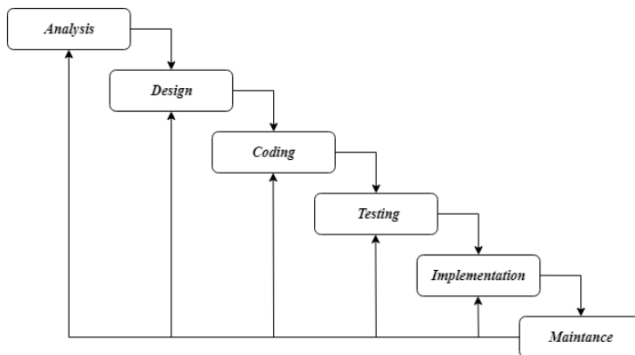 Analysis
Design
Coding
Testing
Implementation
Maintance